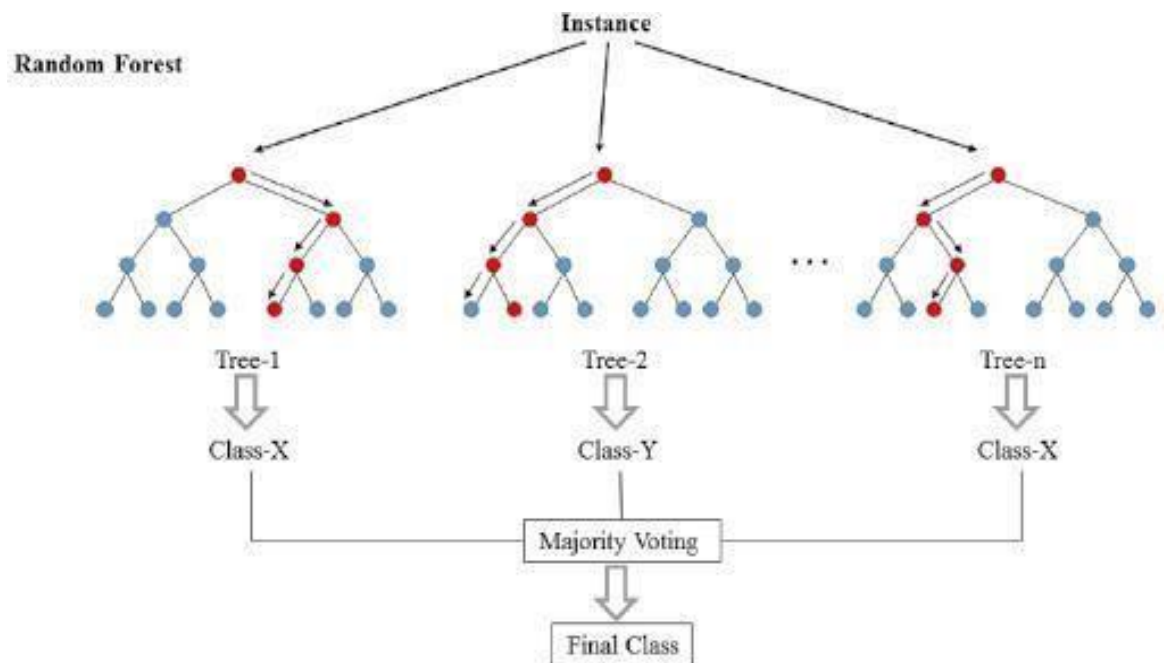 Instance
Random Forest
...
Tree-1 Tree-2 Tree-n
Class-X Class-Y Class-X
Majority Voting
Final Class